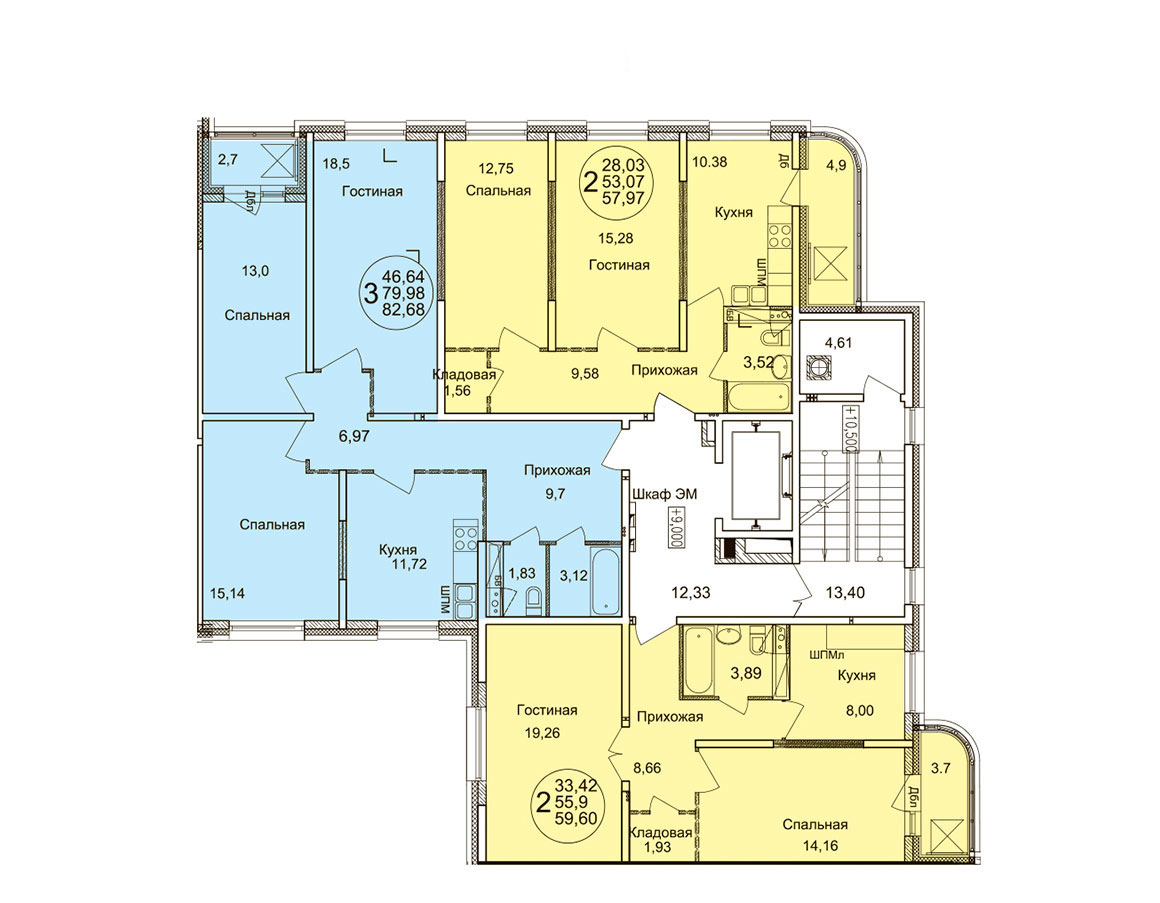 2,7
Дбл
13,0
Спальная
18,5
Гостиная
3
46,64
79,98
82,68
12,75
Спальная
2
28,03
53,07
57,97
15,28
Гостиная
10.38
Дб
Кухня
ШПМ
4,9
БВ
3,52
4,61
Кладовая
1,56
9,58
Прихожая
+10,500
6,97
Прихожая
9,7
Шкаф ЭМ
+9,000
Спальная
15,14
Кухня
11,72
ШПМ
БВ
1,83
3,12
12,33
13,40
Гостиная
19,26
2
33,42
55,9
59,60
3,89
ШПМл
Кухня
8,00
Прихожая
8,66
Кладовая
1,93
Спальная
14,16
3.7
Дбл